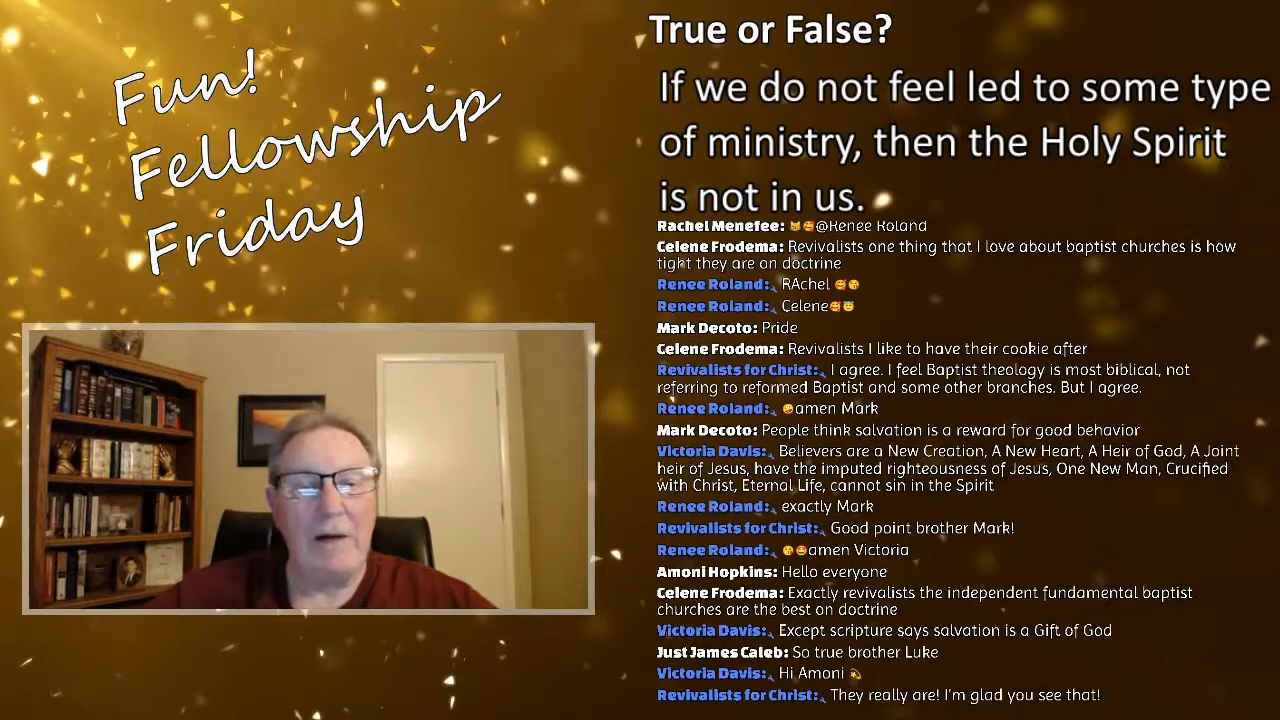 Fun!
Fellowship
Friday
True or False?
If we do not feel led to some type
of ministry, then the Holy Spirit
is not in us.
Rachel Menefee: 😸🥰@Renee Roland
Celene Frodema: Revivalists one thing that I love about baptist churches is how
tight they are on doctrine
Renee Roland: RAchel 🥰😘
Renee Roland: Celene🥰😇
Mark Decoto: Pride
Celene Frodema: Revivalists I like to have their cookie after
Revivalists for Christ: I agree. I feel Baptist theology is most biblical, not
referring to reformed Baptist and some other branches. But I agree.
Renee Roland: 🤪amen Mark
Mark Decoto: People think salvation is a reward for good behavior
Victoria Davis: Believers are a New Creation, A New Heart, A Heir of God, A Joint
heir of Jesus, have the imputed righteousness of Jesus, One New Man, Crucified
with Christ, Eternal Life, cannot sin in the Spirit
Renee Roland: exactly Mark
Revivalists for Christ: Good point brother Mark!
Renee Roland: 😘🤩amen Victoria
Amoni Hopkins: Hello everyone
Celene Frodema: Exactly revivalists the independent fundamental baptist
churches are the best on doctrine
Victoria Davis: Except scripture says salvation is a Gift of God
Just James Caleb: So true brother Luke
Victoria Davis: Hi Amoni 💫
Revivalists for Christ: They really are! I'm glad you see that!